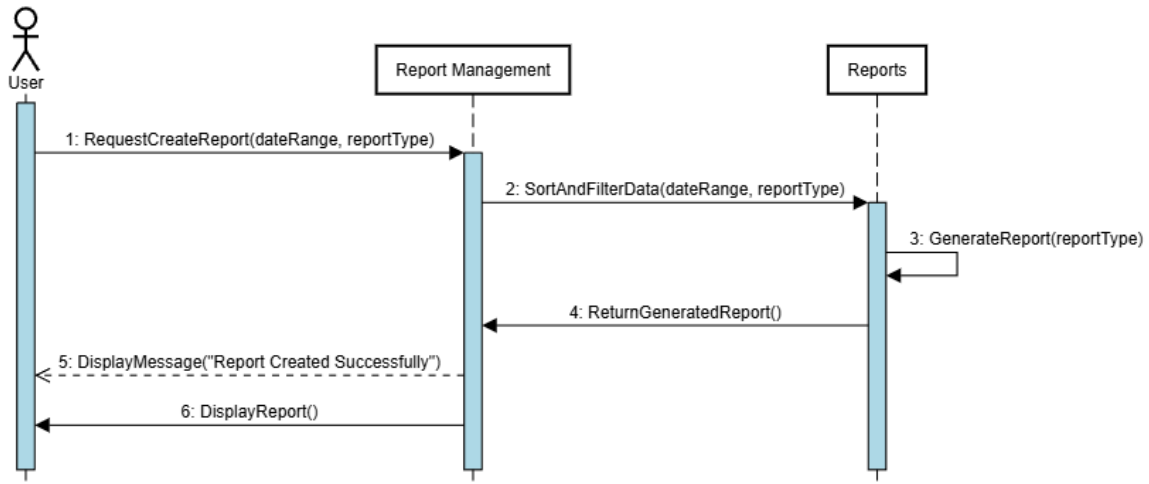 User
Report Management
Reports
1: RequestCreateReport(dateRange, reportType)
2: SortAndFilterData(dateRange, reportType)
3: GenerateReport(reportType)
4: ReturnGeneratedReport()
5: DisplayMessage("Report Created Successfully")
6: DisplayReport()